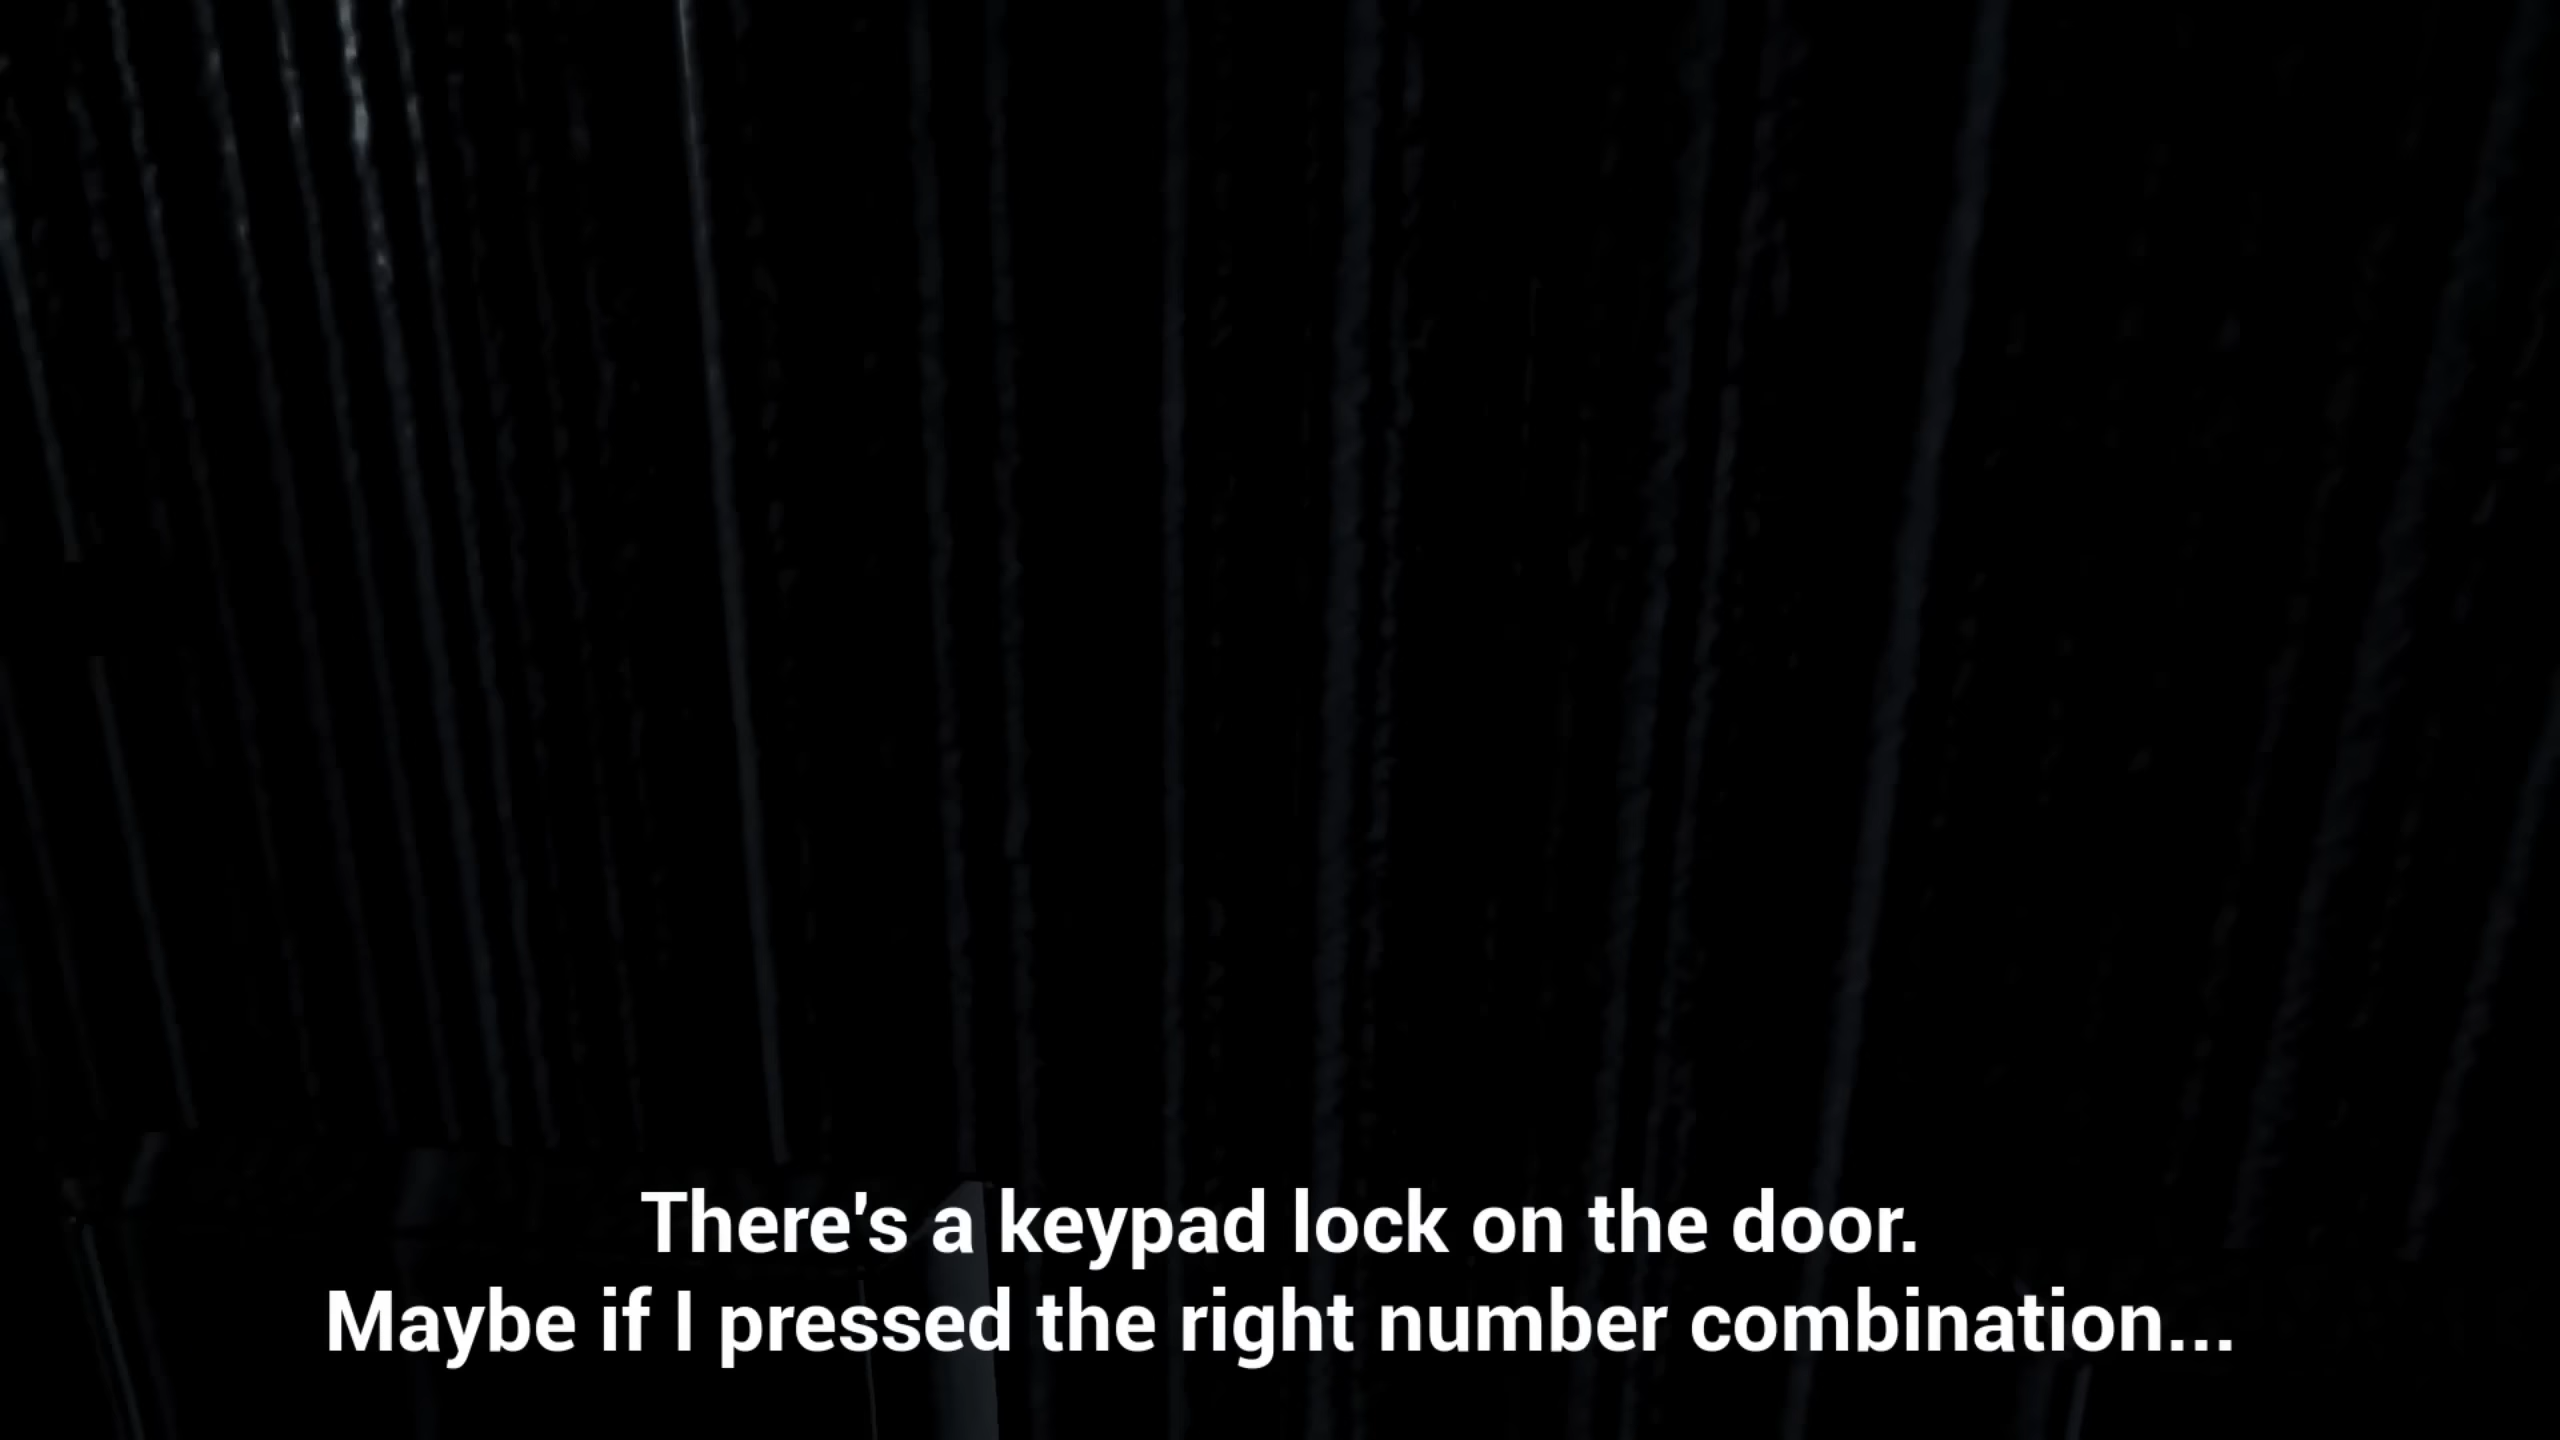 There's a keypad lock on the door.
Maybe if I pressed the right number combination...